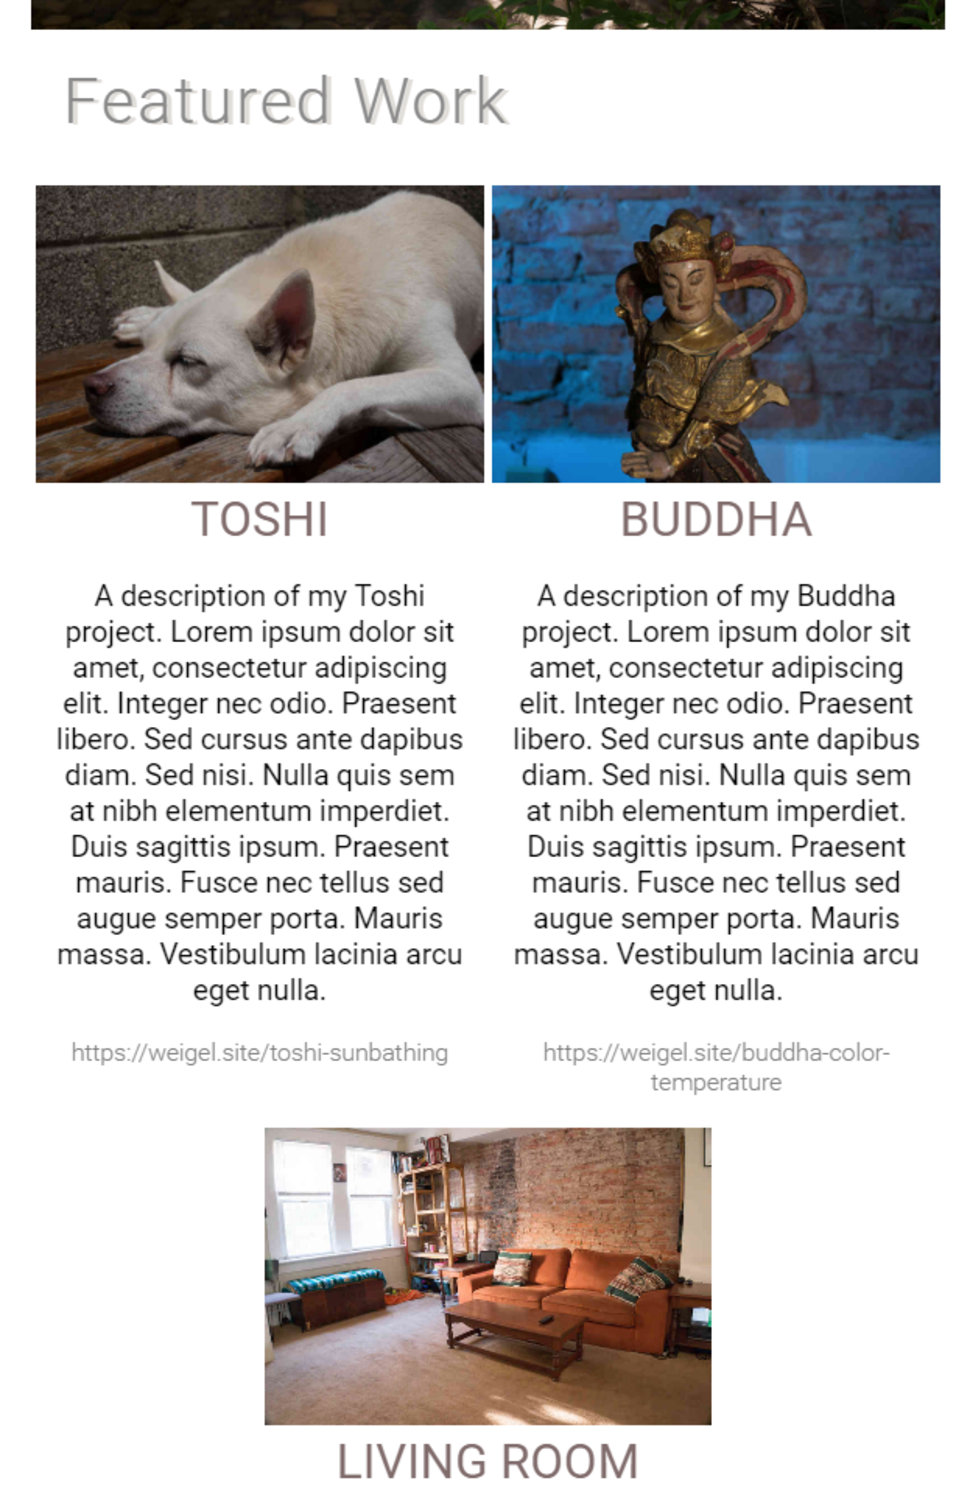 Featured Work
TOSHI
A description of my Toshi
project. Lorem ipsum dolor sit
amet, consectetur adipiscing
elit. Integer nec odio. Praesent
libero. Sed cursus ante dapibus
diam. Sed nisi. Nulla quis sem
at nibh elementum imperdiet.
Duis sagittis ipsum. Praesent
mauris. Fusce nec tellus sed
augue semper porta. Mauris
massa. Vestibulum lacinia arcu
eget nulla.
https://weigel.site/toshi-sunbathing
BUDDHA
A description of my Buddha
project. Lorem ipsum dolor sit
amet, consectetur adipiscing
elit. Integer nec odio. Praesent
libero. Sed cursus ante dapibus
diam. Sed nisi. Nulla quis sem
at nibh elementum imperdiet.
Duis sagittis ipsum. Praesent
mauris. Fusce nec tellus sed
augue semper porta. Mauris
massa. Vestibulum lacinia arcu
eget nulla.
https://weigel.site/buddha-color-
temperature
LIVING ROOM